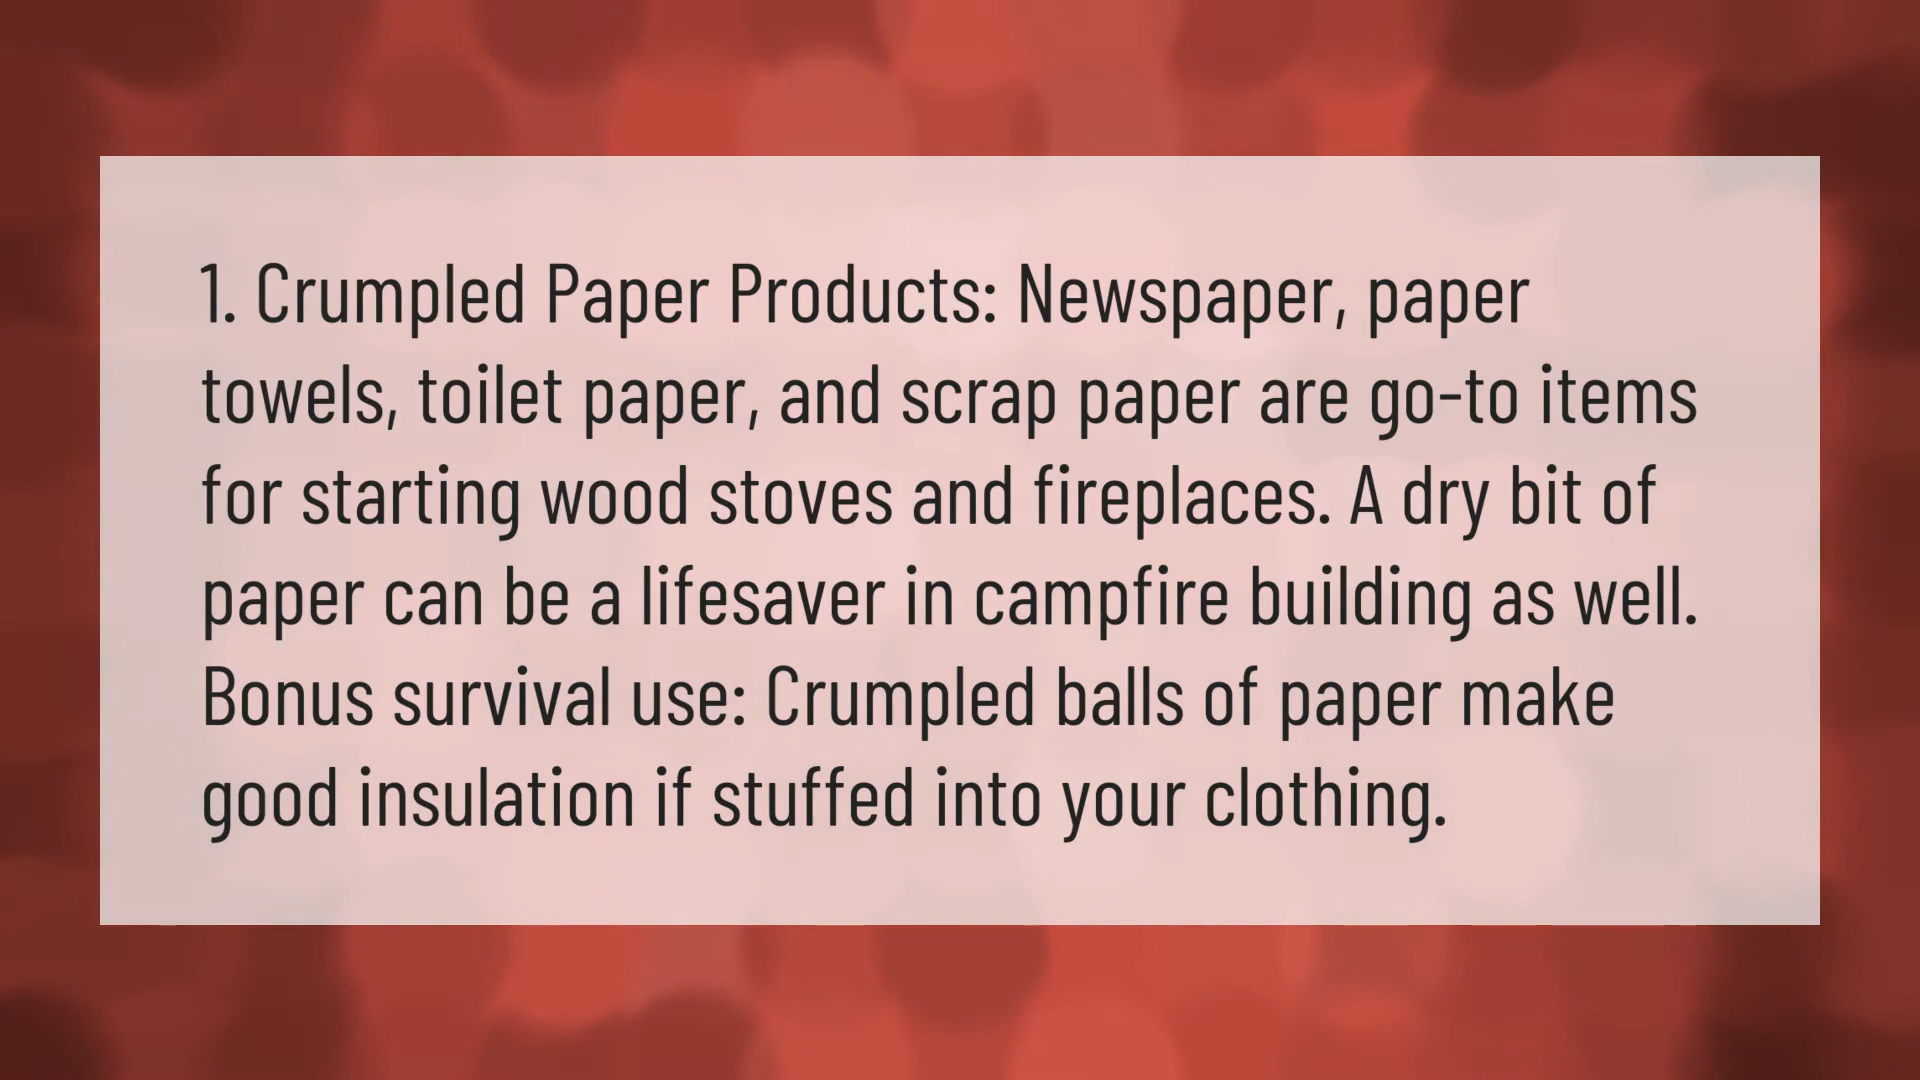 1. Crumpled Paper Products: Newspaper, paper
towels, toilet paper, and scrap paper are go-to items
for starting wood stoves and fireplaces. A dry bit of
paper can be a lifesaver in campfire building as well.
Bonus survival use: Crumpled balls of paper make
good insulation if stuffed into your clothing.